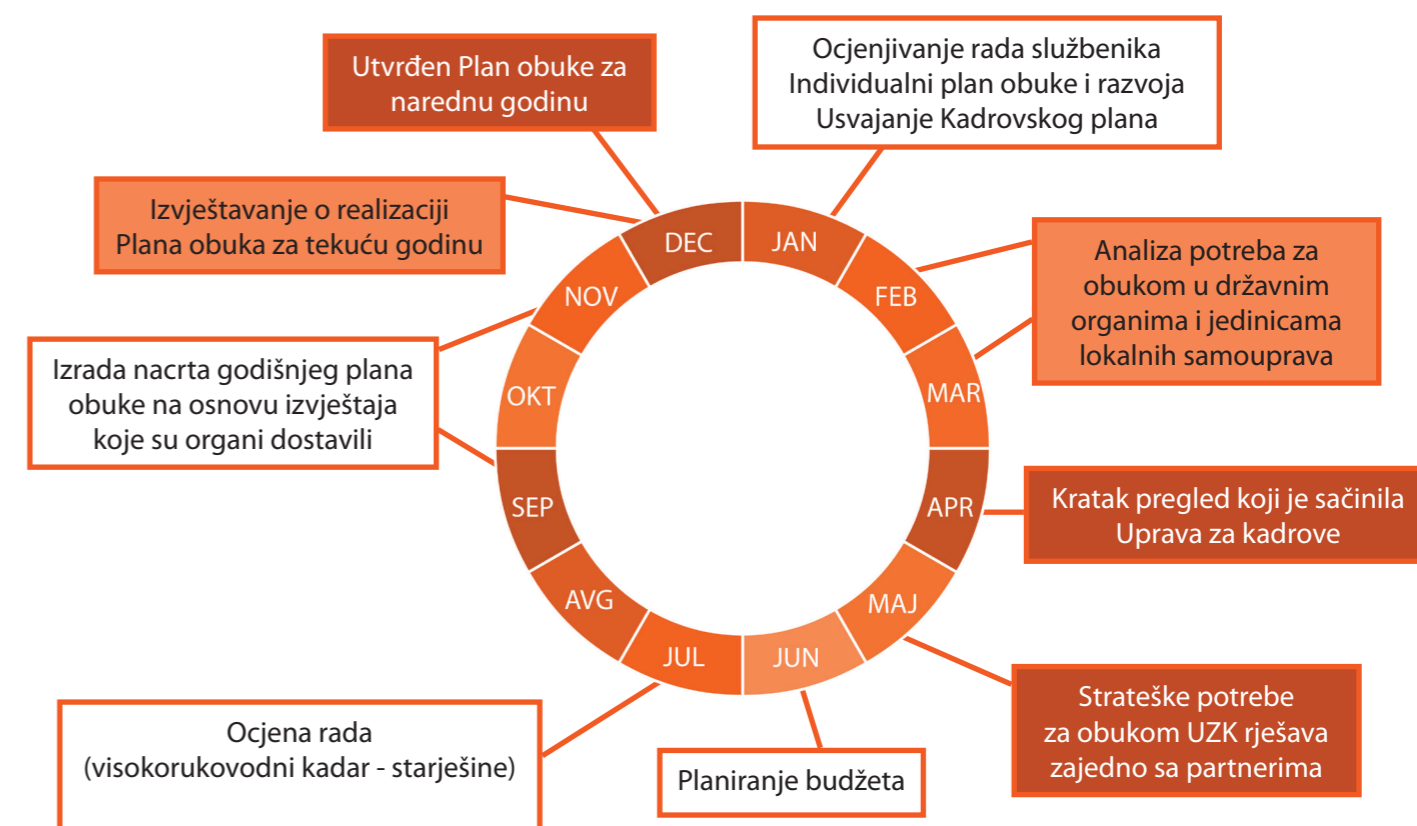 Utvrđen Plan obuke za
narednu godinu
Ocjenjivanje rada službenika
Individualni plan obuke i razvoja
Usvajanje Kadrovskog plana
Izvještavanje o realizaciji
Plana obuka za tekuću godinu
Analiza potreba za
obukom u državnim
organima i jedinicama
lokalnih samouprava
Izrada nacrta godišnjeg plana
obuke na osnovu izvještaja
koje su organi dostavili
Kratak pregled koji je sačinila
Uprava za kadrove
Strateške potrebe
za obukom UZK rješava
zajedno sa partnerima
Planiranje budžeta
Ocjena rada
(visokorukovodni kadar - starješine)
JAN
FEB
MAR
APR
MAJ
JUN
JUL
AVG
SEP
OKT
NOV
DEC